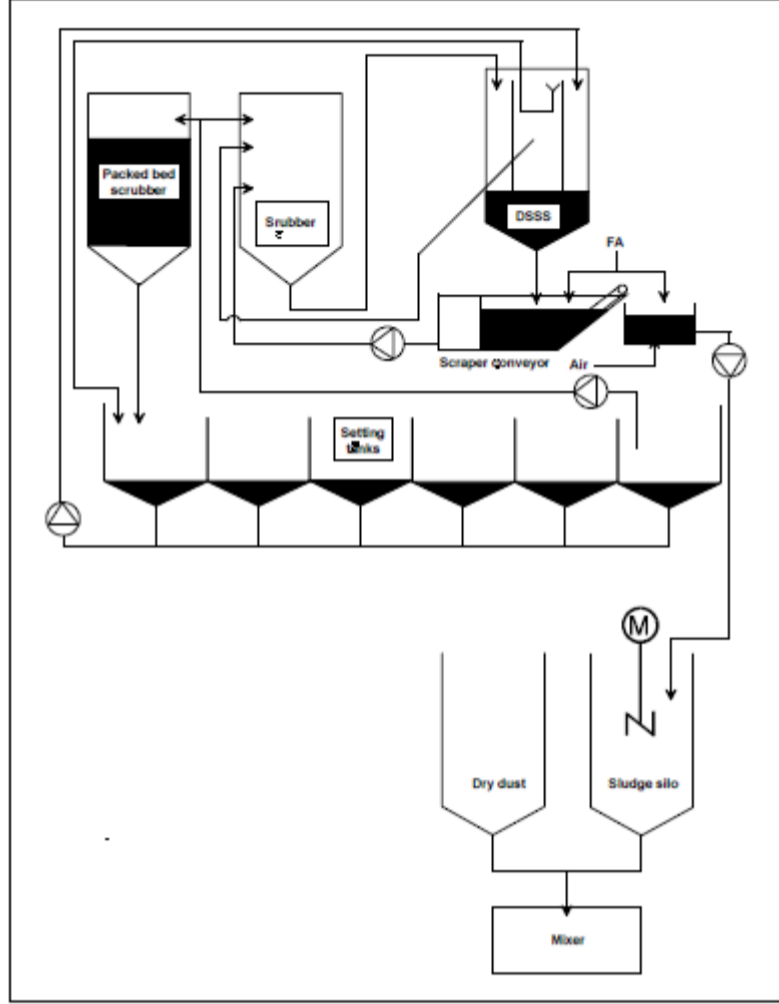 Packed bed
scrubber
Srubber
DSSS
FA
Scraper conveyor
Air
Setting
tanks
M
Dry dust
Sludge silo
Mixer